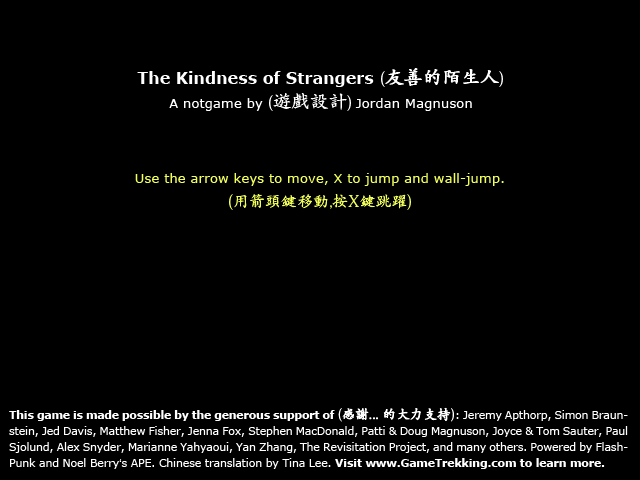 The Kindness of Strangers (友善的陌生人)
A notgame by (遊戲設計) Jordan Magnuson
Use the arrow keys to move, X to jump and wall-jump.
(用箭頭鍵移動,按X鍵跳躍)
This game is made possible by the generous support of (感謝... 的大力支持): Jeremy Apthorp, Simon Braun-
stein, Jed Davis, Matthew Fisher, Jenna Fox, Stephen MacDonald, Patti & Doug Magnuson, Joyce & Tom Sauter, Paul
Sjolund, Alex Snyder, Marianne Yahyaoui, Yan Zhang, The Revisitation Project, and many others. Powered by Flash-
Punk and Noel Berry's APE. Chinese translation by Tina Lee. Visit www.GameTrekking.com to learn more.